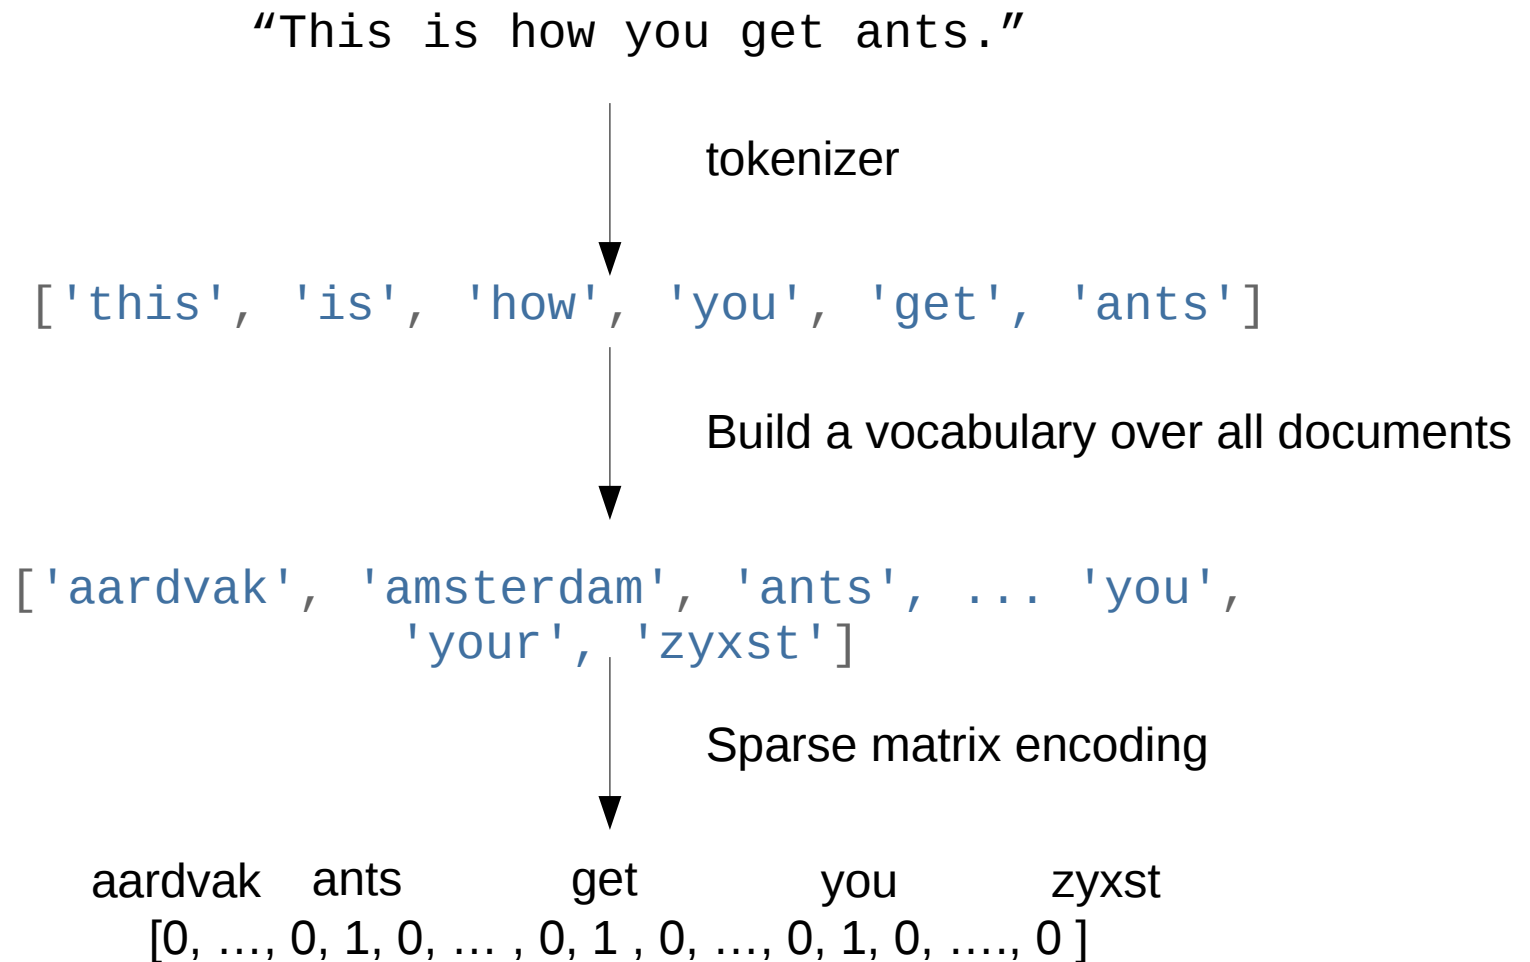 “This is how you get ants.”
tokenizer
['this', 'is', 'how', 'you', 'get', 'ants']
Build a vocabulary over all documents
['aardvak', 'amsterdam', 'ants', ... 'you',
'your', 'zyxst']
Sparse matrix encoding
aardvak ants get you zyxst
[0, …, 0, 1, 0, … , 0, 1 , 0, …, 0, 1, 0, …., 0 ]